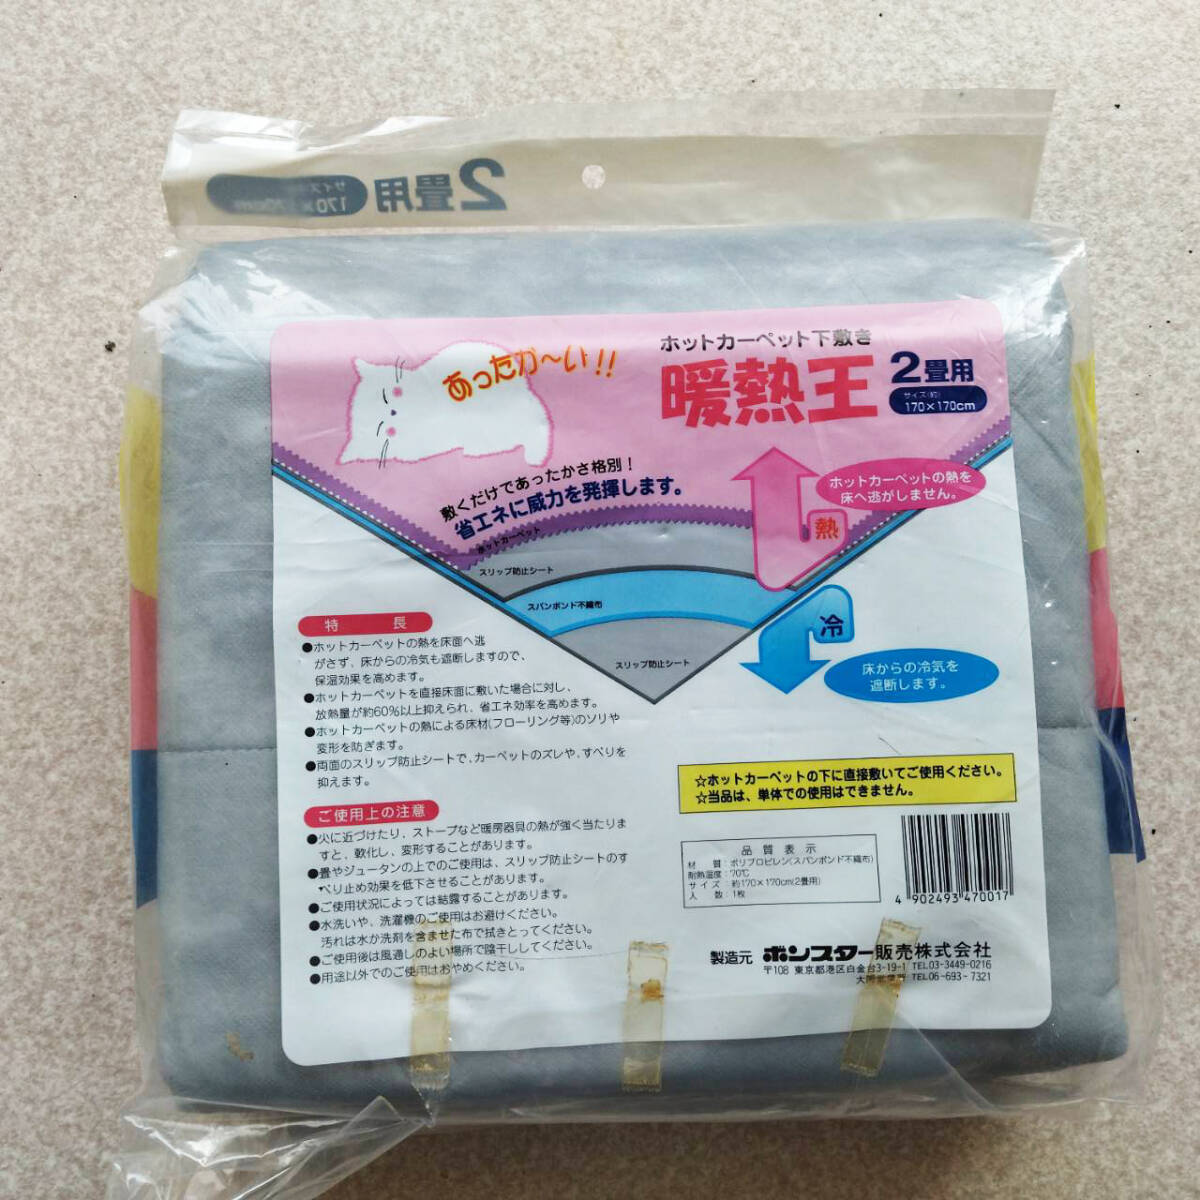 2畳用
サイズ
あったか〜い!!
ホットカーペット下敷き
暖熱王
2畳用
サイズ(約)
170×170cm
敷くだけであったかさ格別!
省エネに威力を発揮します。
ホットカーペットの熱を
床へ逃がしません。
熱
ホットカーペット
スリップ防止シート
スパンボンド不織布
スリップ防止シート
冷
床からの冷気を
遮断します。
特長
●ホットカーペットの熱を床面へ逃
がさず、床からの冷気も遮断しますので、
保温効果を高めます。
●ホットカーペットを直接床面に敷いた場合に対し、
放熱量が約60%以上抑えられ、省エネ効率を高めます。
●ホットカーペットの熱による床材(フローリング等)のソリや
変形を防ぎます。
●両面のスリップ防止シートで、カーペットのズレや、すべりを
抑えます。
ご使用上の注意
●火に近づけたり、ストーブなど暖房器具の熱が強く当たりま
すと、軟化し、変形することがあります。
●畳やジュータンの上でのご使用は、スリップ防止シートのす
べり止め効果を低下させることがあります。
●ご使用状況によっては結露することがあります。
●水洗いや、洗濯機のご使用はお避けください。
汚れは水か洗剤を含ませた布で拭きとってください。
●ご使用後は風通しのよい場所で陰干ししてください。
●用途以外でのご使用はおやめください。
☆ホットカーペットの下に直接敷いてご使用ください。
☆当品は、単体での使用はできません。
品質表示
材質:ポリプロピレン(スパンボンド不織布)
耐熱温度:70℃
サイズ:約170×170cm(2畳用)
入数:1枚
4 902493 470017
製造元 ボンスター販売株式会社
〒108 東京都港区白金台3-19-1 TEL03-3449-0216
TEL06-693-7321